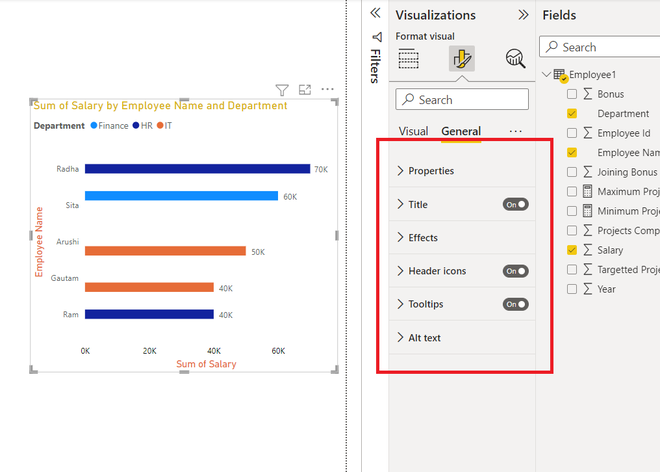 Sum of Salary by Employee Name and Department
Department Finance HR IT
Employee Name
Radha 70K
Sita 60K
Arushi 50K
Gautam 40K
Ram 40K
0K 20K 40K 60K
Sum of Salary
Filters
Visualizations
Format visual
Search
Visual General
Properties
Title On
Effects
Header icons On
Tooltips On
Alt text
Fields
Search
Employee1
Bonus
Department
Employee Id
Employee Nam
Joining Bonus
Maximum Proj
Minimum Proj
Projects Comp
Salary
Targetted Proje
Year